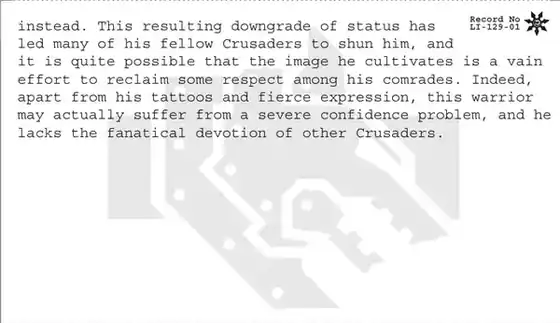 instead. This resulting downgrade of status has
led many of his fellow Crusaders to shun him, and
it is quite possible that the image he cultivates is a vain
effort to reclaim some respect among his comrades. Indeed,
apart from his tattoos and fierce expression, this warrior
may actually suffer from a severe confidence problem, and he
lacks the fanatical devotion of other Crusaders.
Record No
LI-129-01